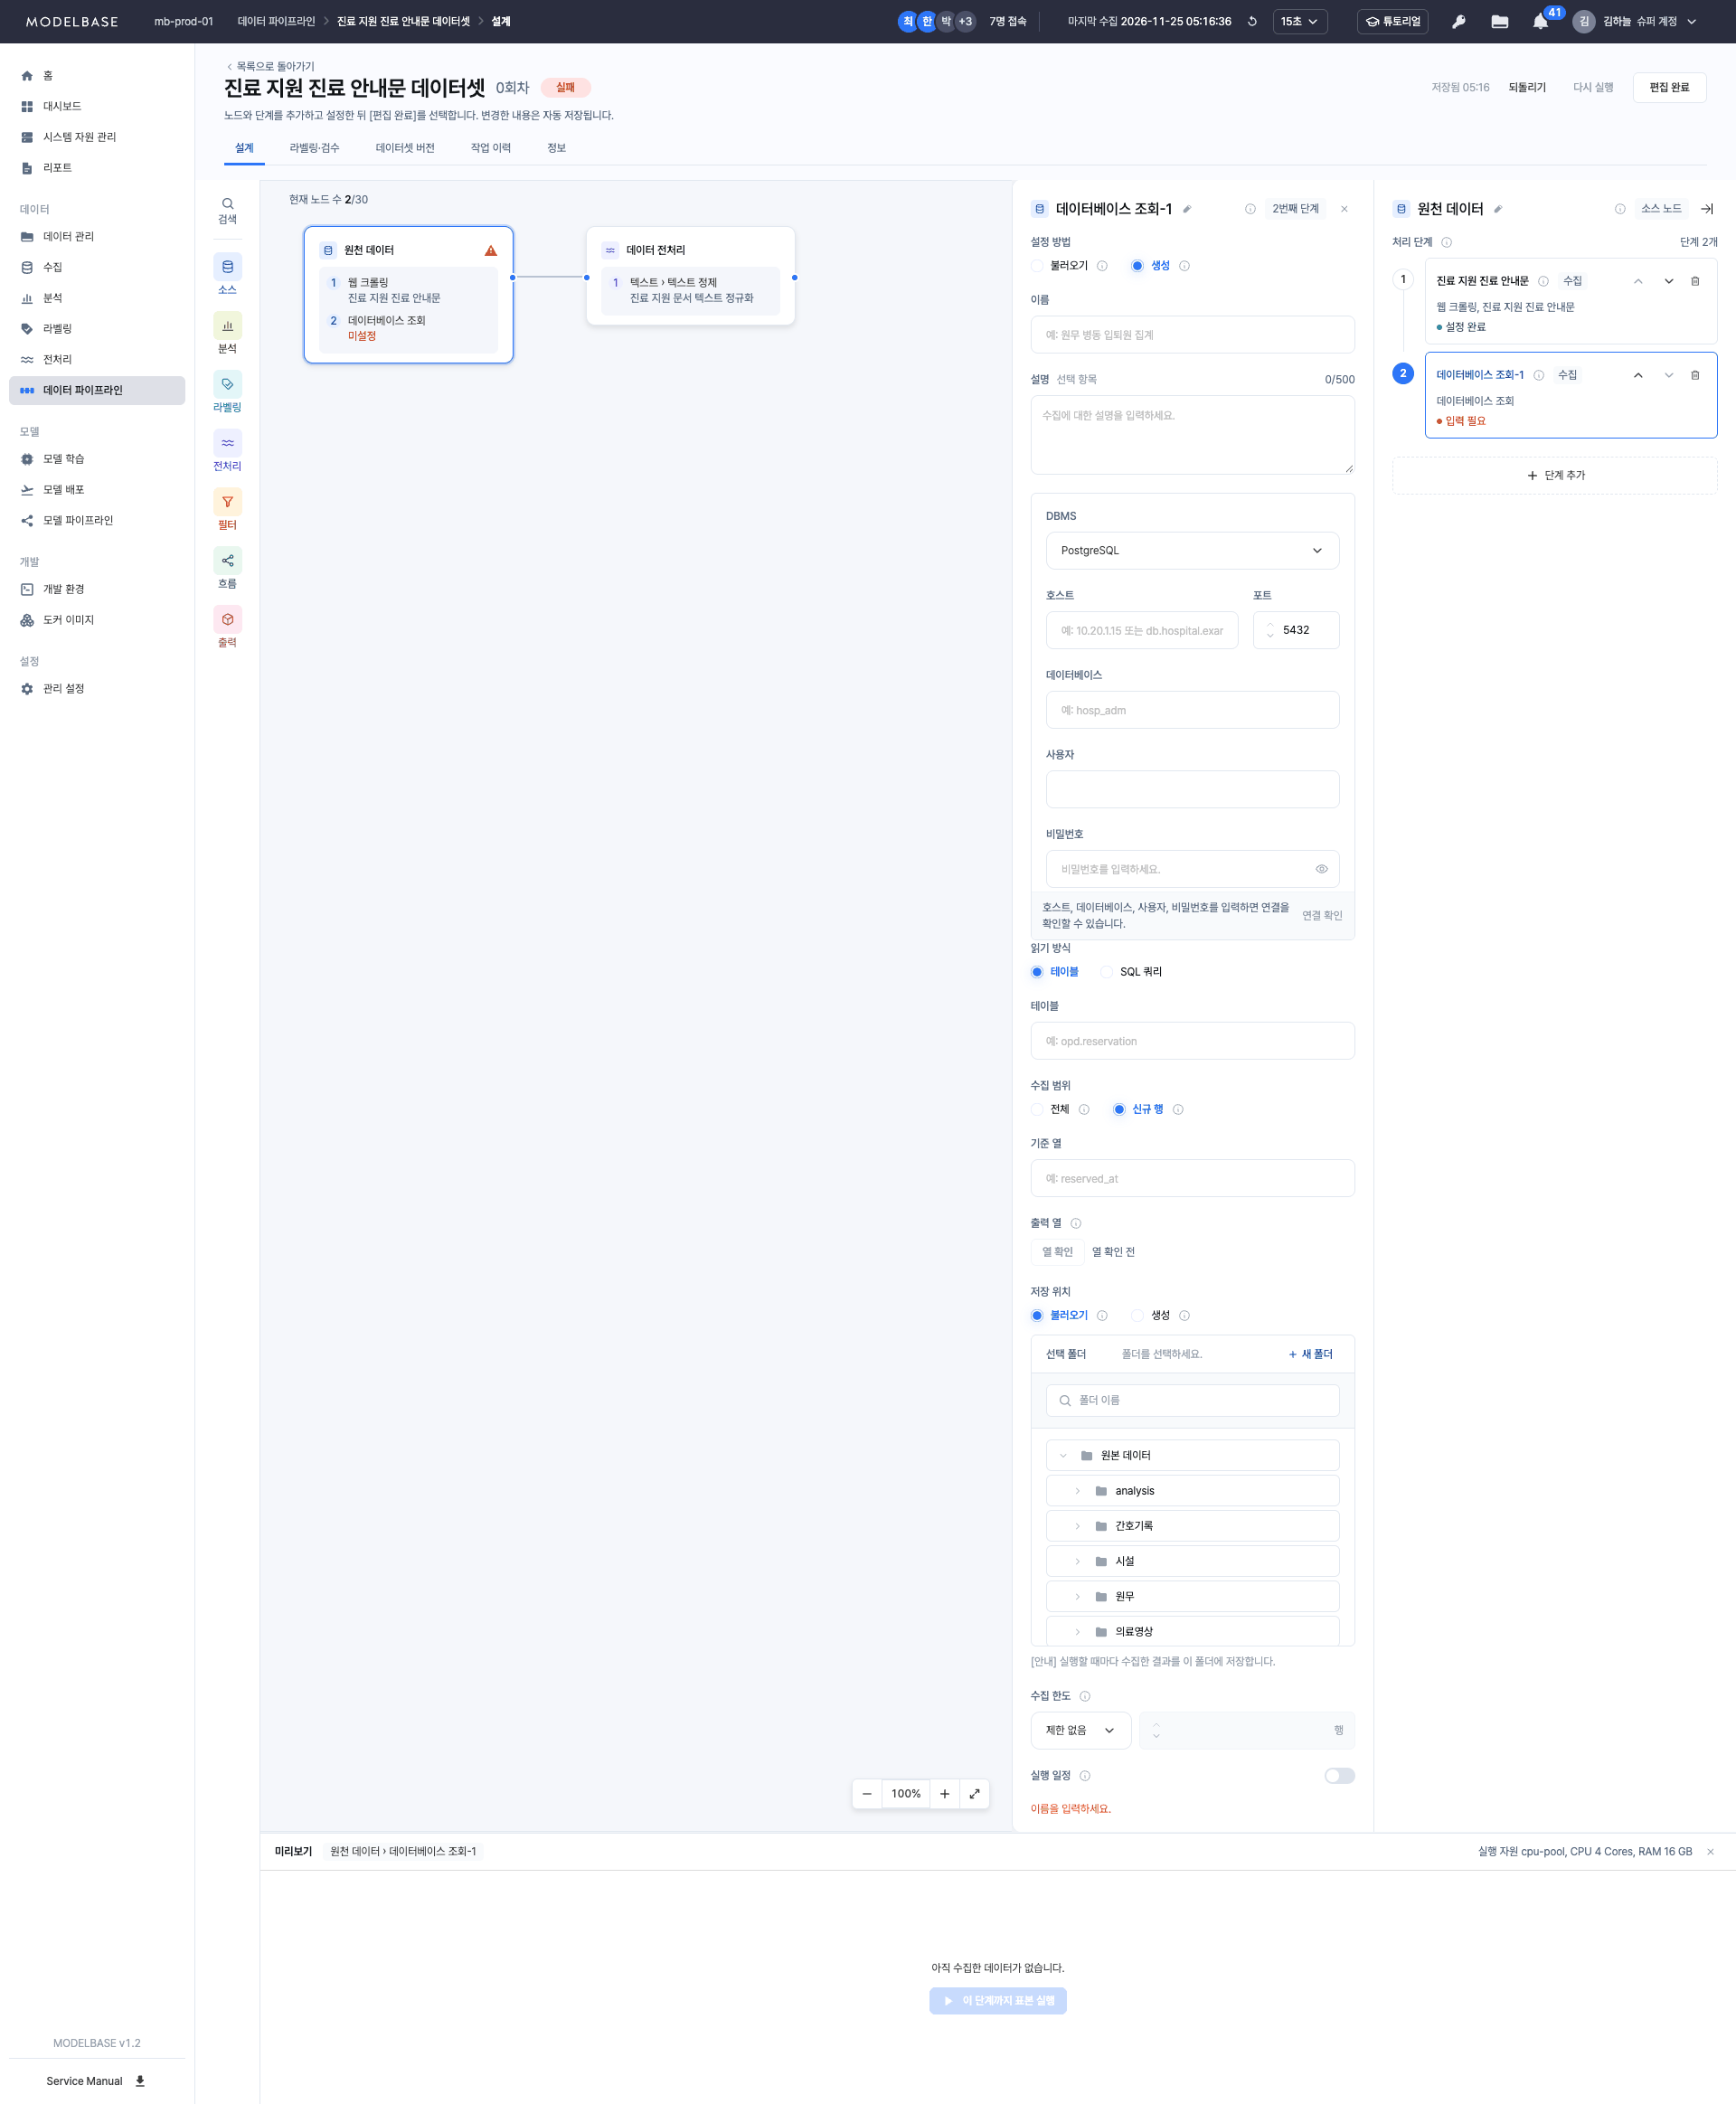 MODELBASE
mb-prod-01
데이터 파이프라인
진료 지원 진료 안내문 데이터셋
설계
최 한 박 +3
7명 접속
마지막 수집 2026-11-25 05:16:36
15초
튜토리얼
41
김
김하늘 슈퍼 계정
홈
대시보드
시스템 자원 관리
리포트
데이터
데이터 관리
수집
분석
라벨링
전처리
데이터 파이프라인
모델
모델 학습
모델 배포
모델 파이프라인
개발
개발 환경
도커 이미지
설정
관리 설정
MODELBASE v1.2
Service Manual
목록으로 돌아가기
진료 지원 진료 안내문 데이터셋 0회차 실패
노드와 단계를 추가하고 설정한 뒤 [편집 완료]를 선택합니다. 변경한 내용은 자동 저장됩니다.
저장됨 05:16
되돌리기
다시 실행
편집 완료
설계
라벨링·검수
데이터셋 버전
작업 이력
정보
검색
소스
분석
라벨링
전처리
필터
흐름
출력
현재 노드 수 2/30
원천 데이터
1 웹 크롤링
진료 지원 진료 안내문
2 데이터베이스 조회
미설정
데이터 전처리
1 텍스트 › 텍스트 정제
진료 지원 문서 텍스트 정규화
100%
데이터베이스 조회-1
2번째 단계
설정 방법
불러오기
생성
이름
예: 원무 병동 입퇴원 집계
설명 선택 항목
0/500
수집에 대한 설명을 입력하세요.
DBMS
PostgreSQL
호스트
포트
예: 10.20.1.15 또는 db.hospital.exar
5432
데이터베이스
예: hosp_adm
사용자
비밀번호
비밀번호를 입력하세요.
호스트, 데이터베이스, 사용자, 비밀번호를 입력하면 연결을
확인할 수 있습니다.
연결 확인
읽기 방식
테이블
SQL 쿼리
테이블
예: opd.reservation
수집 범위
전체
신규 행
기준 열
예: reserved_at
출력 열
열 확인
열 확인 전
저장 위치
불러오기
생성
선택 폴더
폴더를 선택하세요.
새 폴더
폴더 이름
원본 데이터
analysis
간호기록
시설
원무
의료영상
[안내] 실행할 때마다 수집한 결과를 이 폴더에 저장합니다.
수집 한도
제한 없음
행
실행 일정
이름을 입력하세요.
원천 데이터
소스 노드
처리 단계
단계 2개
1
진료 지원 진료 안내문
수집
웹 크롤링, 진료 지원 진료 안내문
설정 완료
2
데이터베이스 조회-1
수집
데이터베이스 조회
입력 필요
단계 추가
미리보기
원천 데이터 › 데이터베이스 조회-1
실행 자원 cpu-pool, CPU 4 Cores, RAM 16 GB
아직 수집한 데이터가 없습니다.
이 단계까지 표본 실행